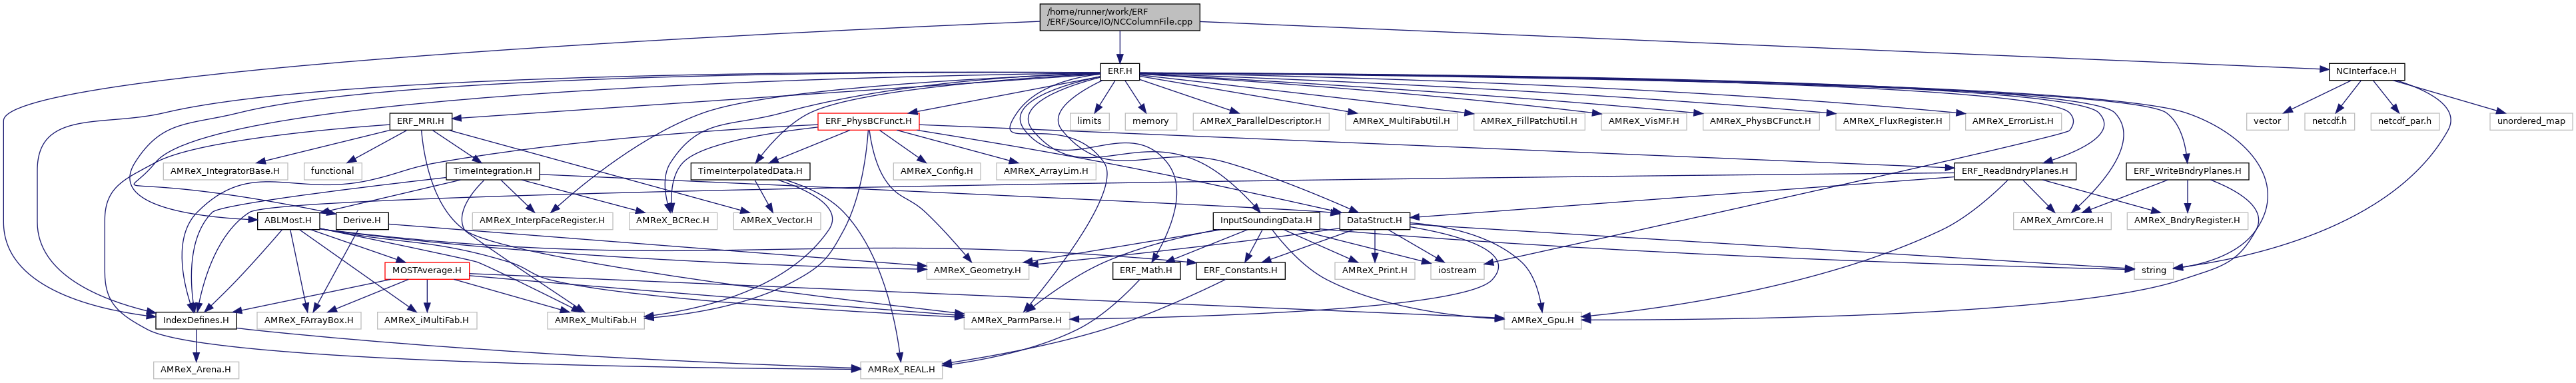 /home/runner/work/ERF
/ERF/Source/IO/NCColumnFile.cpp
ERF.H
NCInterface.H
ERF_MRI.H
ERF_PhysBCFunct.H
limits
memory
AMReX_ParallelDescriptor.H
AMReX_MultiFabUtil.H
AMReX_FillPatchUtil.H
AMReX_VisMF.H
AMReX_PhysBCFunct.H
AMReX_FluxRegister.H
AMReX_ErrorList.H
vector
netcdf.h
netcdf_par.h
unordered_map
AMReX_IntegratorBase.H
functional
TimeIntegration.H
TimeInterpolatedData.H
AMReX_Config.H
AMReX_ArrayLim.H
ERF_ReadBndryPlanes.H
ERF_WriteBndryPlanes.H
ABLMost.H
Derive.H
AMReX_InterpFaceRegister.H
AMReX_BCRec.H
AMReX_Vector.H
InputSoundingData.H
DataStruct.H
AMReX_AmrCore.H
AMReX_BndryRegister.H
MOSTAverage.H
AMReX_Geometry.H
ERF_Math.H
ERF_Constants.H
AMReX_Print.H
iostream
string
IndexDefines.H
AMReX_FArrayBox.H
AMReX_iMultiFab.H
AMReX_MultiFab.H
AMReX_ParmParse.H
AMReX_Gpu.H
AMReX_Arena.H
AMReX_REAL.H